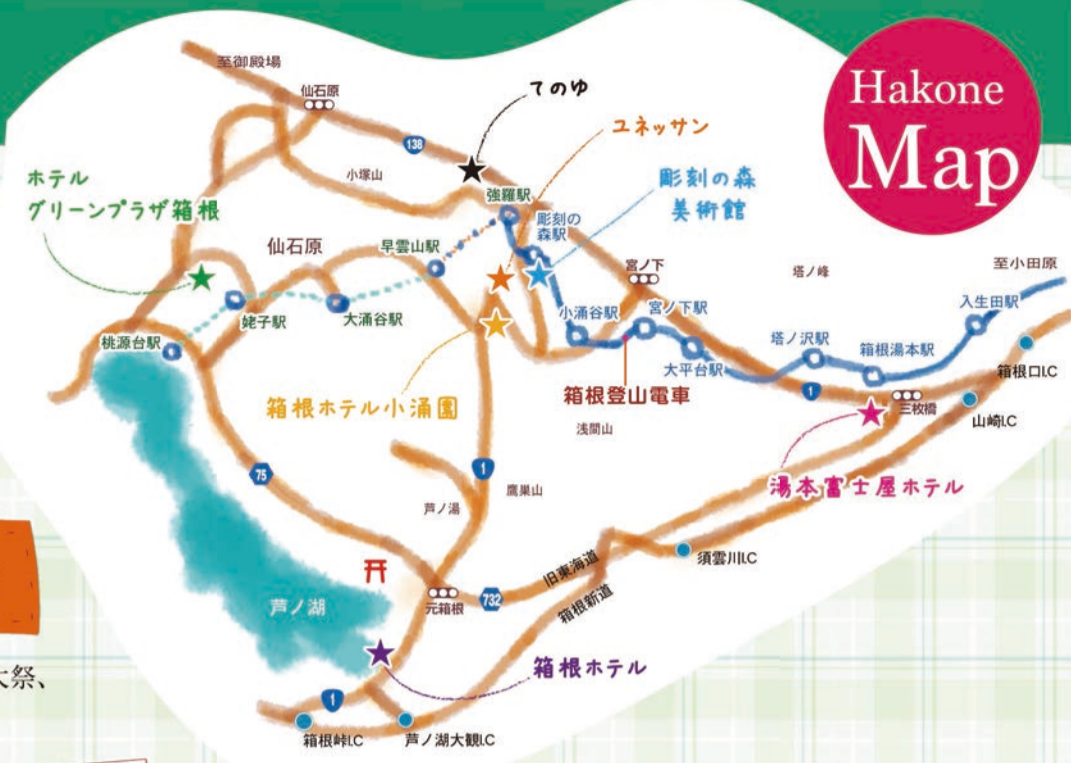 Hakone
Map
至御殿場
仙石原
138
てのゆ
ユネッサン
小塚山
強羅駅
彫刻の森
美術館
ホテル
グリーンプラザ箱根
彫刻の
森駅
仙石原
早雲山駅
宮ノ下
塔ノ峰
至小田原
姥子駅
大涌谷駅
小涌谷駅
宮ノ下駅
入生田駅
桃源台駅
大平台駅
塔ノ沢駅
箱根湯本駅
箱根口I.C
1
箱根登山電車
三枚橋
山崎I.C
箱根ホテル小涌園
浅間山
75
1
鷹巣山
湯本富士屋ホテル
芦ノ湯
須雲川I.C
旧東海道
芦ノ湖
元箱根
732
箱根新道
箱根ホテル
大祭、
1
箱根峠I.C
芦ノ湖大観I.C